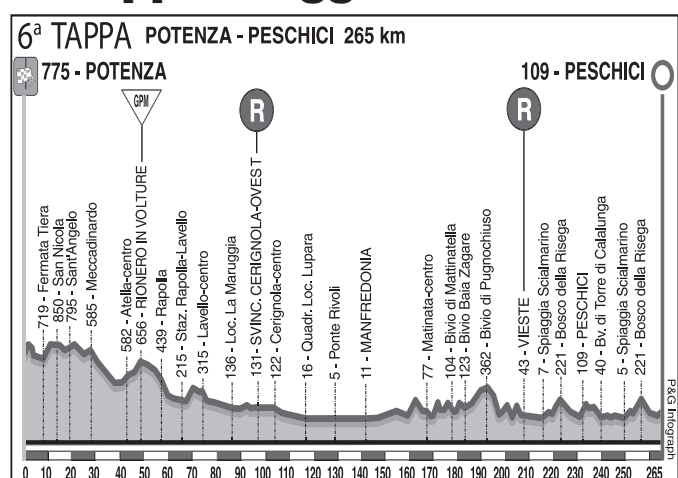 6ª TAPPA POTENZA - PESCHICI 265 km
775 - POTENZA
109 - PESCHICI
GPM
R
R
719 - Fermata Tiera
850 - San Nicola
795 - Sant'Angelo
585 - Meccadinardo
582 - Atella-centro
656 - RIONERO IN VOLTURE
439 - Rapolla
215 - Staz. Rapolla-Lavello
315 - Lavello-centro
136 - Loc. La Maruggia
131 - SVINC. CERIGNOLA-OVEST
122 - Cerignola-centro
16 - Quadr. Loc. Lupara
5 - Ponte Rivoli
11 - MANFREDONIA
77 - Matinata-centro
104 - Bivio di Mattinatella
123 - Bivio Baia Zagare
362 - Bivio di Pugnochiuso
43 - VIESTE
7 - Spiaggia Scialmarino
221 - Bosco della Risega
109 - PESCHICI
40 - Bv. di Torre di Calalunga
5 - Spiaggia Scialmarino
221 - Bosco della Risega
P&G Infograph
0 10 20 30 40 50 60 70 80 90 100 110 120 130 140 150 160 170 180 190 200 210 220 230 240 250 265